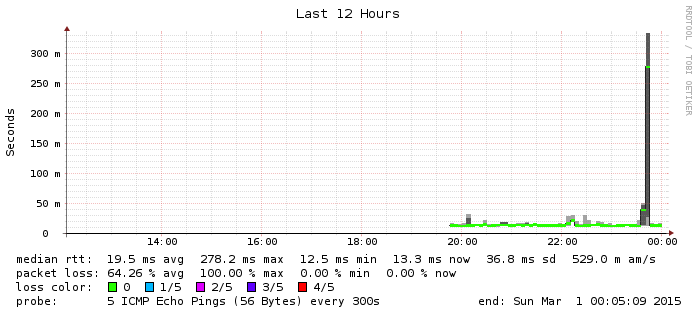 Last 12 Hours
RRDTOOL / TOBI OETIKER
Seconds
300 m
250 m
200 m
150 m
100 m
50 m
0
14:00 16:00 18:00 20:00 22:00 00:00
median rtt: 19.5 ms avg 278.2 ms max 12.5 ms min 13.3 ms now 36.8 ms sd 529.0 m am/s
packet loss: 64.26 % avg 100.00 % max 0.00 % min 0.00 % now
loss color: 0 1/5 2/5 3/5 4/5
probe: 5 ICMP Echo Pings (56 Bytes) every 300s end: Sun Mar 1 00:05:09 2015